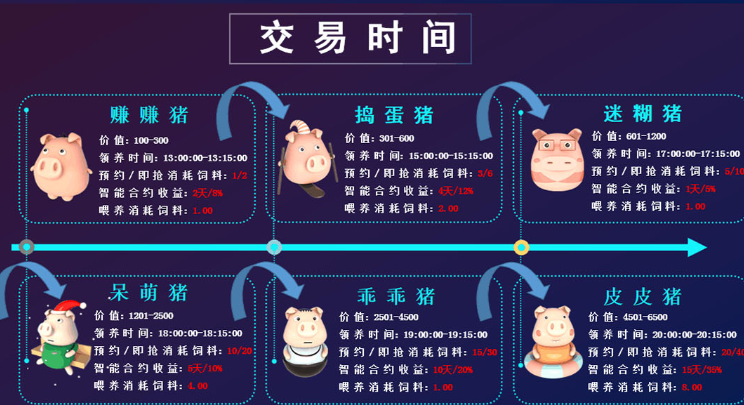 交易时间
赚赚猪
价值: 100-300
领养时间: 13:00:00-13:15:00
预约/即抢消耗饲料: 1/2
智能合约收益: 2天/8%
喂养消耗饲料: 1.00
捣蛋猪
价值: 301-600
领养时间: 15:00:00-15:15:00
预约/即抢消耗饲料: 3/6
智能合约收益: 4天/12%
喂养消耗饲料: 2.00
迷糊猪
价值: 601-1200
领养时间: 17:00:00-17:15:00
预约/即抢消耗饲料: 5/10
智能合约收益: 1天/5%
喂养消耗饲料: 1.00
呆萌猪
价值: 1201-2500
领养时间: 18:00:00-18:15:00
预约/即抢消耗饲料: 10/20
智能合约收益: 5天/10%
喂养消耗饲料: 4.00
乖乖猪
价值: 2501-4500
领养时间: 19:00:00-19:15:00
预约/即抢消耗饲料: 15/30
智能合约收益: 10天/20%
喂养消耗饲料: 1.00
皮皮猪
价值: 4501-6500
领养时间: 20:00:00-20:15:00
预约/即抢消耗饲料: 20/40
智能合约收益: 15天/35%
喂养消耗饲料: 8.00